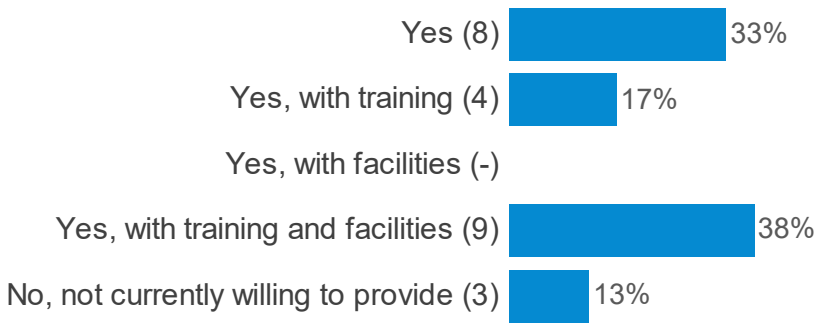 Yes (8) 33%
Yes, with training (4) 17%
Yes, with facilities (-)
Yes, with training and facilities (9) 38%
No, not currently willing to provide (3) 13%